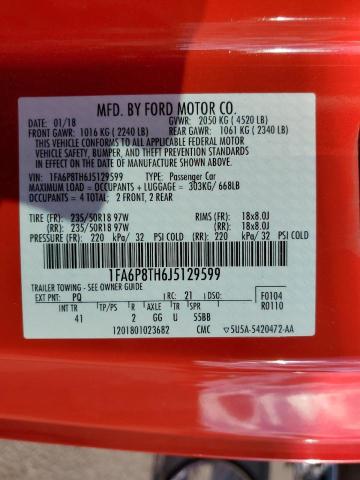 MFD. BY FORD MOTOR CO.
01/18 GVWR: 2050 KG ( 4520 LB)
FRONT GAWR: 1016 KG ( 2240 LB) REAR GAWR: 1061 KG ( 2340 LB)
THIS VEHICLE CONFORMS TO ALL APPLICABLE FEDERAL MOTOR
VEHICLE SAFETY, BUMPER, AND THEFT PREVENTION STANDARDS
IN EFFECT ON THE DATE OF MANUFACTURE SHOWN ABOVE.
VIN: 1FA6P8TH6J5129599 TYPE: Passenger Car
MAXIMUM LOAD = OCCUPANTS + LUGGAGE = 303KG/ 668LB
OCCUPANTS = 4 TOTAL: 2 FRONT, 2 REAR
TIRE (FR): 235/50R18 97W RIMS (FR): 18x8.0J
(RR): 235/50R18 97W (RR): 18x8.0J
PRESSURE (FR): 220 kPa/ 32 PSI COLD (RR): 220 kPa/ 32 PSI COLD
1FA6P8TH6J5129599
TRAILER TOWING - SEE OWNER GUIDE
EXT PNT: PQ RC: 21 DSO: F0104
INT TR TP/PS R AXLE TR SPR R0110
41 2 GG U 55BB
1201801023682 CMC 5U5A-5420472-AA